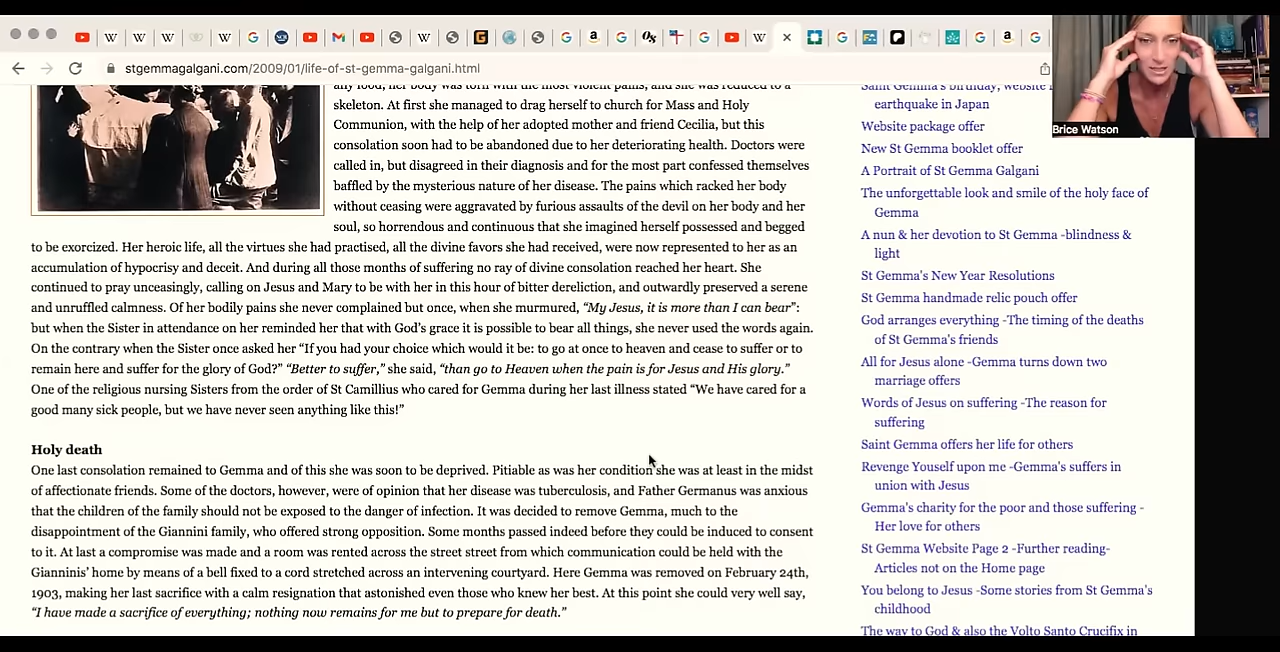 stgemmagalgani.com/2009/01/life-of-st-gemma-galgani.html
Brice Watson
any food, her body was torn with the most violent pains, and she was reduced to a
skeleton. At first she managed to drag herself to church for Mass and Holy
Communion, with the help of her adopted mother and friend Cecilia, but this
consolation soon had to be abandoned due to her deteriorating health. Doctors were
called in, but disagreed in their diagnosis and for the most part confessed themselves
baffled by the mysterious nature of her disease. The pains which racked her body
without ceasing were aggravated by furious assaults of the devil on her body and her
soul, so horrendous and continuous that she imagined herself possessed and begged
to be exorcized. Her heroic life, all the virtues she had practised, all the divine favors she had received, were now represented to her as an
accumulation of hypocrisy and deceit. And during all those months of suffering no ray of divine consolation reached her heart. She
continued to pray unceasingly, calling on Jesus and Mary to be with her in this hour of bitter dereliction, and outwardly preserved a serene
and unruffled calmness. Of her bodily pains she never complained but once, when she murmured, “My Jesus, it is more than I can bear”:
but when the Sister in attendance on her reminded her that with God’s grace it is possible to bear all things, she never used the words again.
On the contrary when the Sister once asked her “If you had your choice which would it be: to go at once to heaven and cease to suffer or to
remain here and suffer for the glory of God?” “Better to suffer,” she said, “than go to Heaven when the pain is for Jesus and His glory.”
One of the religious nursing Sisters from the order of St Camillius who cared for Gemma during her last illness stated “We have cared for a
good many sick people, but we have never seen anything like this!”
Holy death
One last consolation remained to Gemma and of this she was soon to be deprived. Pitiable as was her condition she was at least in the midst
of affectionate friends. Some of the doctors, however, were of opinion that her disease was tuberculosis, and Father Germanus was anxious
that the children of the family should not be exposed to the danger of infection. It was decided to remove Gemma, much to the
disappointment of the Giannini family, who offered strong opposition. Some months passed indeed before they could be induced to consent
to it. At last a compromise was made and a room was rented across the street street from which communication could be held with the
Gianninis’ home by means of a bell fixed to a cord stretched across an intervening courtyard. Here Gemma was removed on February 24th,
1903, making her last sacrifice with a calm resignation that astonished even those who knew her best. At this point she could very well say,
“I have made a sacrifice of everything; nothing now remains for me but to prepare for death.”
Saint Gemma's birthday, website
earthquake in Japan
Website package offer
New St Gemma booklet offer
A Portrait of St Gemma Galgani
The unforgettable look and smile of the holy face of
Gemma
A nun & her devotion to St Gemma -blindness &
light
St Gemma's New Year Resolutions
St Gemma handmade relic pouch offer
God arranges everything -The timing of the deaths
of St Gemma's friends
All for Jesus alone -Gemma turns down two
marriage offers
Words of Jesus on suffering -The reason for
suffering
Saint Gemma offers her life for others
Revenge Youself upon me -Gemma's suffers in
union with Jesus
Gemma's charity for the poor and those suffering -
Her love for others
St Gemma Website Page 2 -Further reading-
Articles not on the Home page
You belong to Jesus -Some stories from St Gemma's
childhood
The way to God & also the Volto Santo Crucifix in